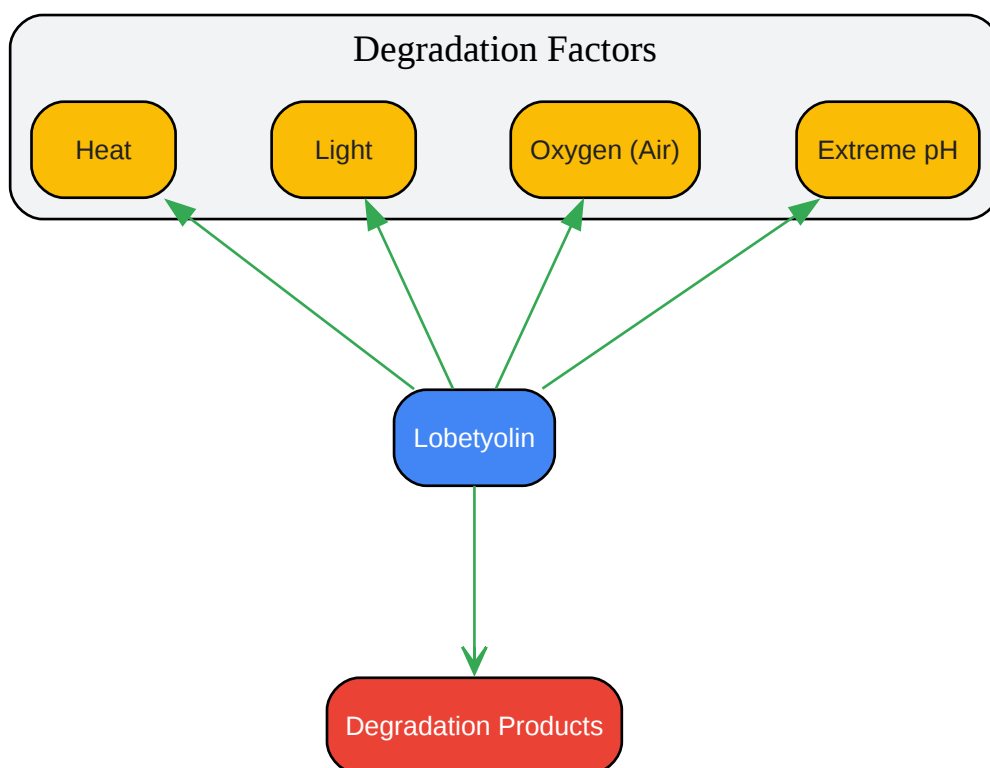 Degradation Factors
Heat
Light
Oxygen (Air)
Extreme pH
Lobetyolin
Degradation Products